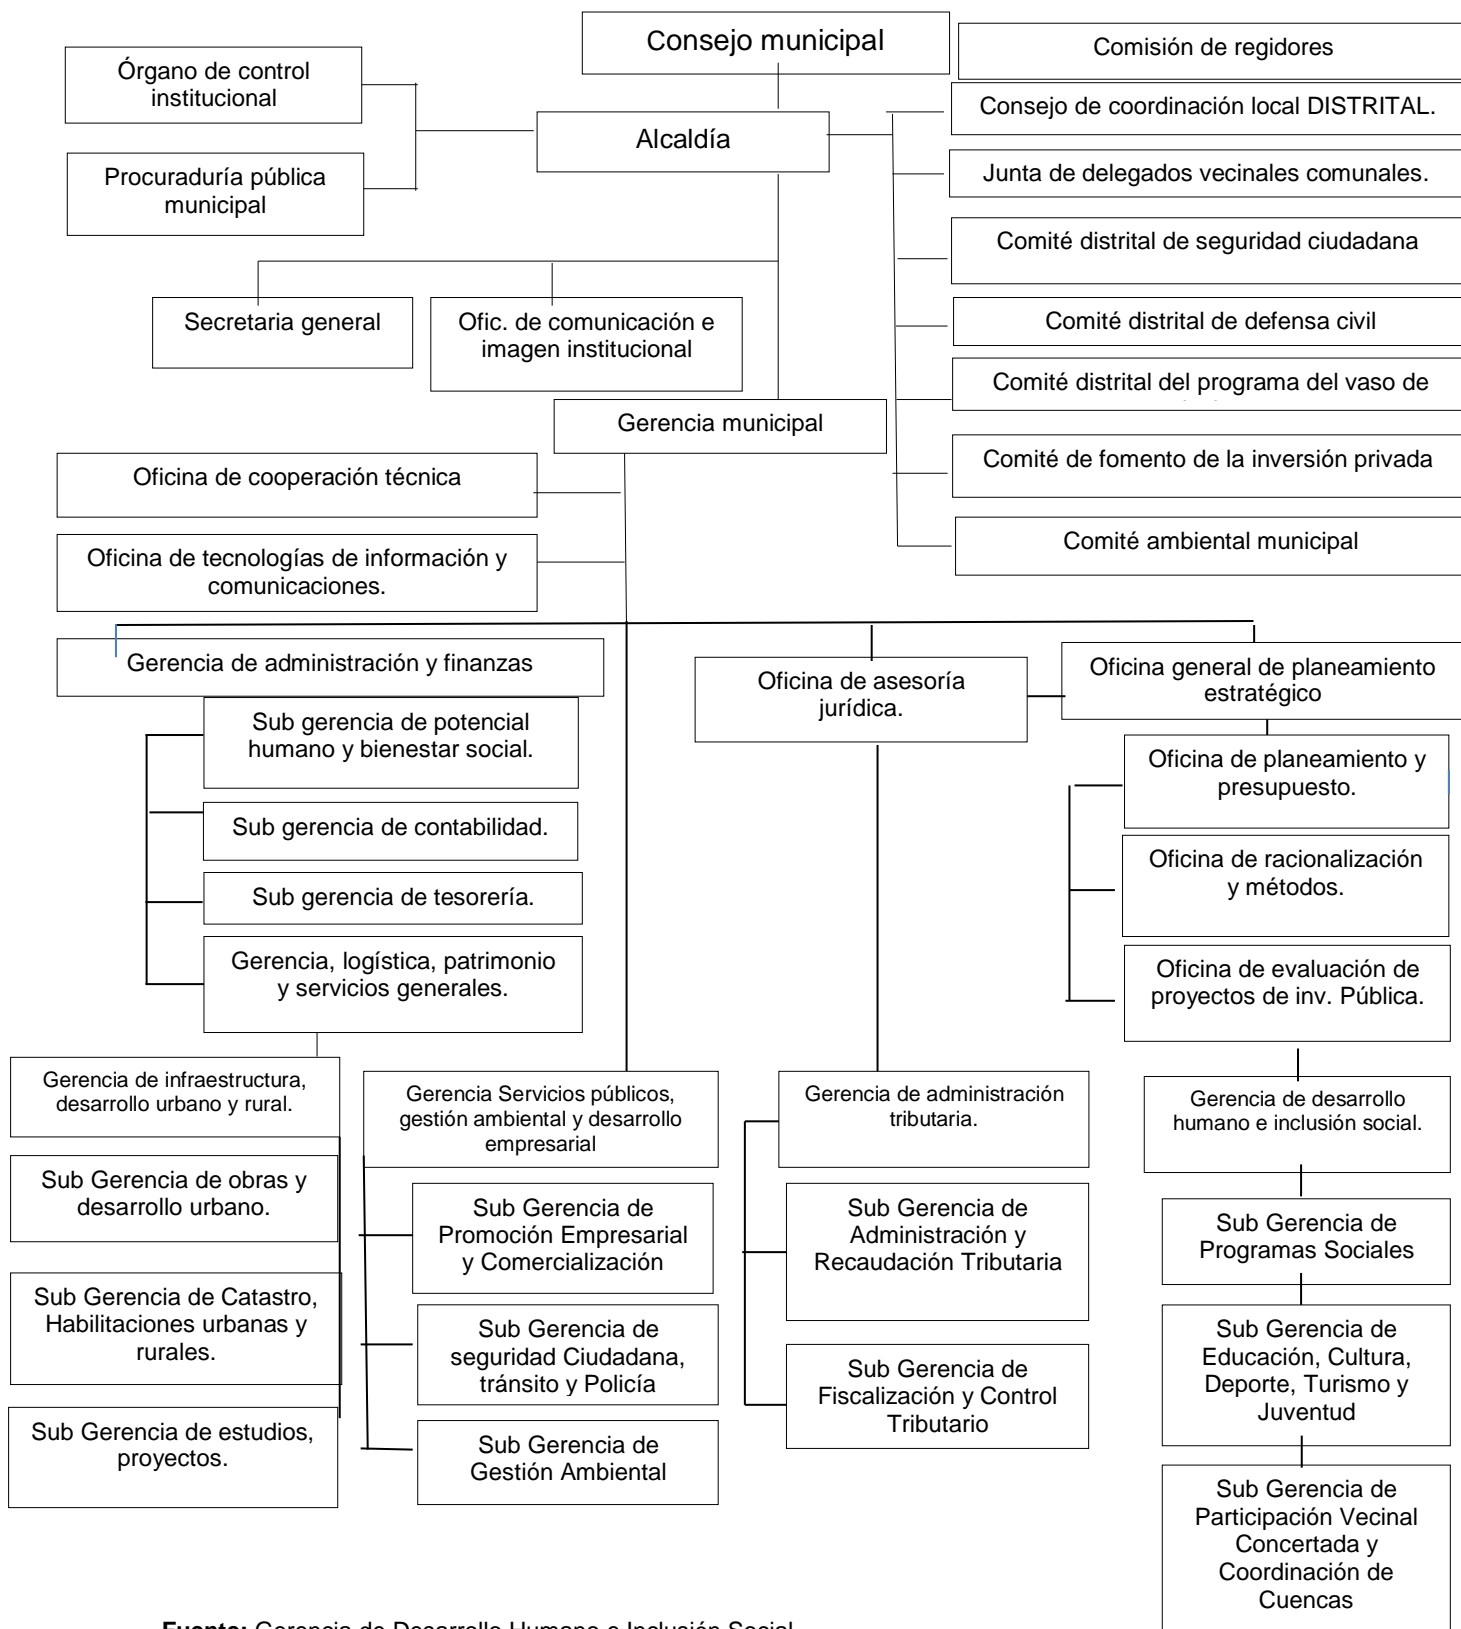 Consejo municipal
Comisión de regidores
Órgano de control
institucional
Consejo de coordinación local DISTRITAL.
Alcaldía
Procuraduría pública
municipal
Junta de delegados vecinales comunales.
Comité distrital de seguridad ciudadana
Secretaria general
Ofic. de comunicación e
imagen institucional
Comité distrital de defensa civil
Comité distrital del programa del vaso de
Gerencia municipal
Comité de fomento de la inversión privada
Oficina de cooperación técnica
Comité ambiental municipal
Oficina de tecnologías de información y
comunicaciones.
Gerencia de administración y finanzas
Oficina de asesoría
jurídica.
Oficina general de planeamiento
estratégico
Sub gerencia de potencial
humano y bienestar social.
Sub gerencia de contabilidad.
Sub gerencia de tesorería.
Gerencia, logística, patrimonio
y servicios generales.
Oficina de planeamiento y
presupuesto.
Oficina de racionalización
y métodos.
Oficina de evaluación de
proyectos de inv. Pública.
Gerencia de infraestructura,
desarrollo urbano y rural.
Sub Gerencia de obras y
desarrollo urbano.
Sub Gerencia de Catastro,
Habilitaciones urbanas y
rurales.
Sub Gerencia de estudios,
proyectos.
Gerencia Servicios públicos,
gestión ambiental y desarrollo
empresarial
Sub Gerencia de
Promoción Empresarial
y Comercialización
Sub Gerencia de
seguridad Ciudadana,
tránsito y Policía
Sub Gerencia de
Gestión Ambiental
Gerencia de administración
tributaria.
Sub Gerencia de
Administración y
Recaudación Tributaria
Sub Gerencia de
Fiscalización y Control
Tributario
Gerencia de desarrollo
humano e inclusión social.
Sub Gerencia de
Programas Sociales
Sub Gerencia de
Educación, Cultura,
Deporte, Turismo y
Juventud
Sub Gerencia de
Participación Vecinal
Concertada y
Coordinación de
Cuencas
Fuente: Gerencia de Desarrollo Humano e Inclusión Social